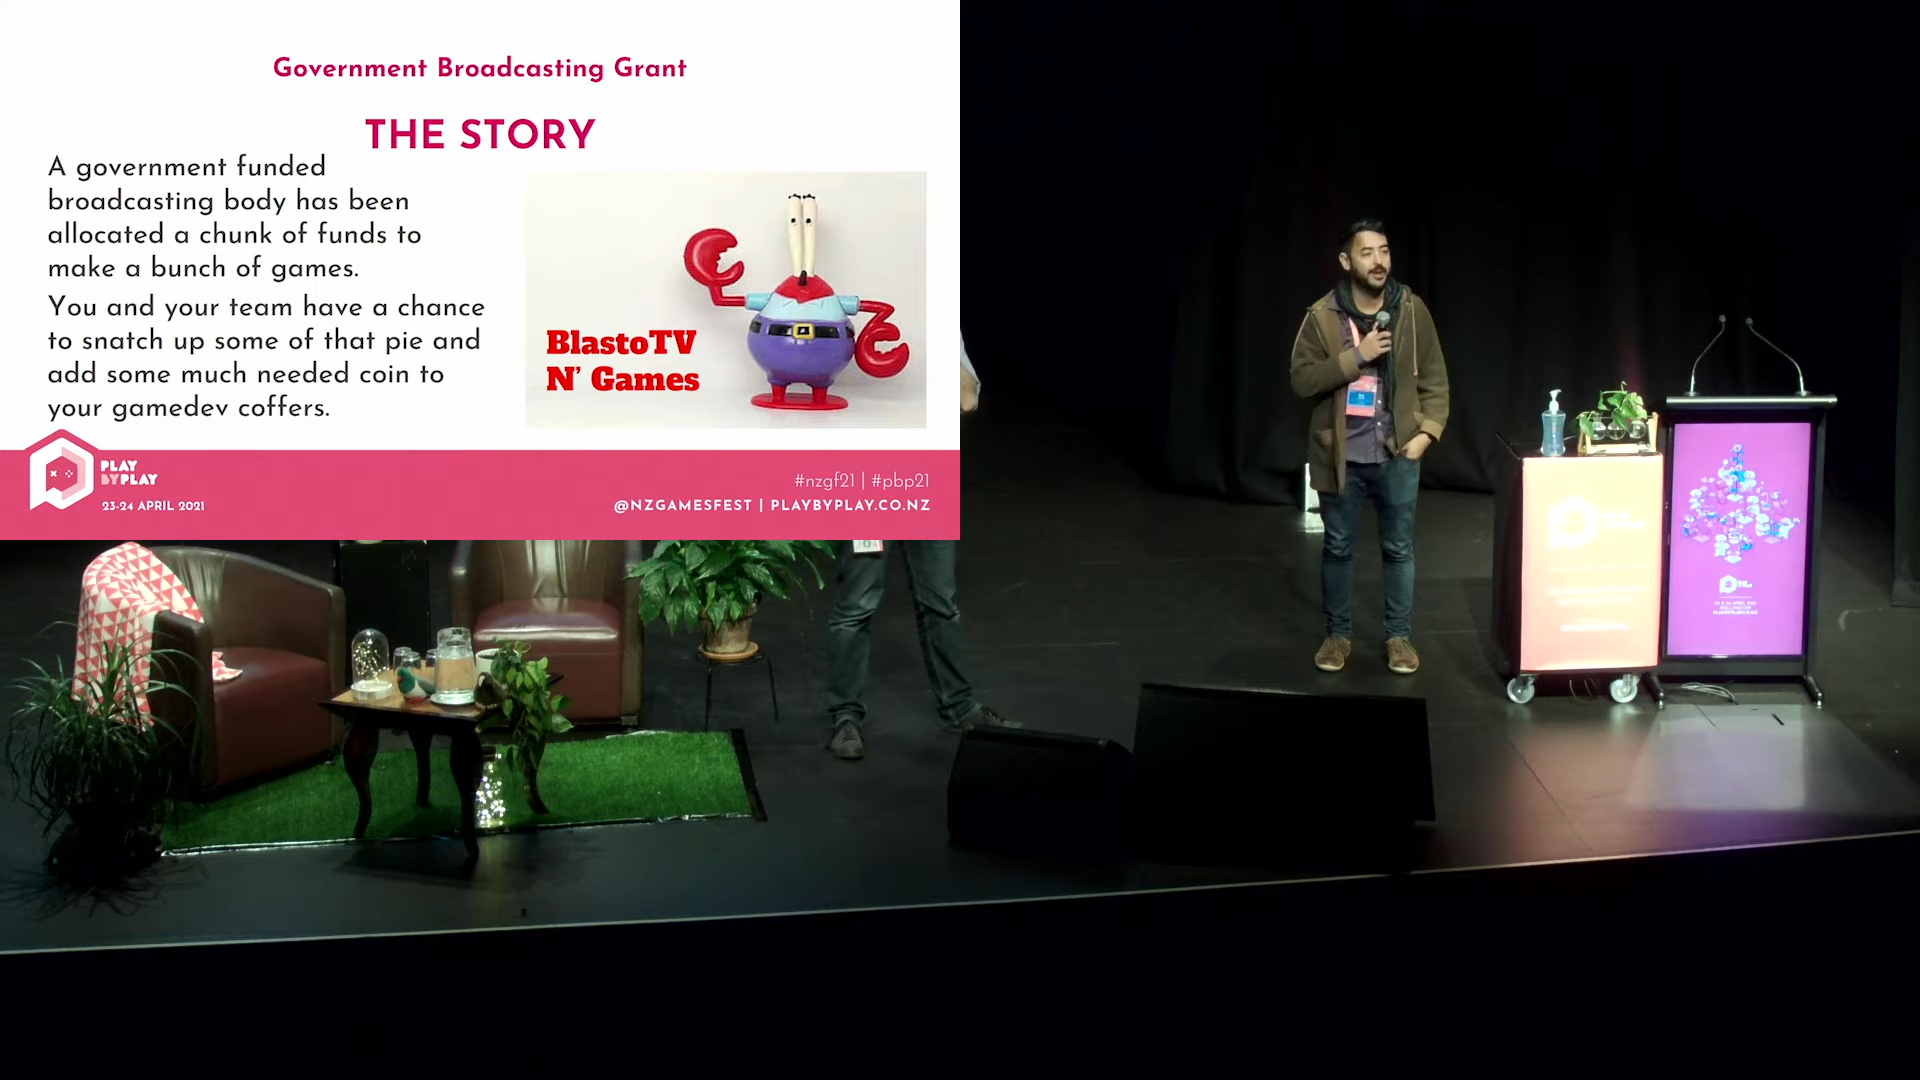 Government Broadcasting Grant
THE STORY
A government funded
broadcasting body has been
allocated a chunk of funds to
make a bunch of games.
You and your team have a chance
to snatch up some of that pie and
add some much needed coin to
your gamedev coffers.
BlastoTV
N' Games
PLAY
BYPLAY
23-24 APRIL 2021
#nzgf21 | #pbp21
@NZGAMESFEST | PLAYBYPLAY.CO.NZ